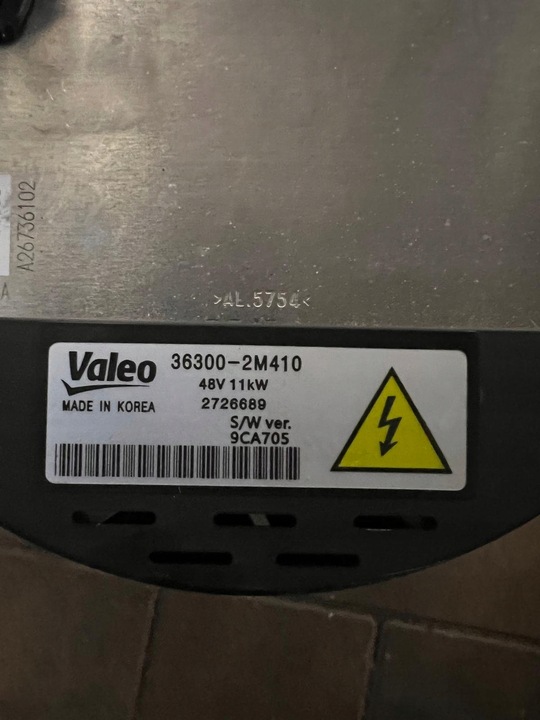 A26736102
A
>AL.5754<
Valeo
36300-2M410
48V 11kW
MADE IN KOREA
2726689
S/W ver.
9CA705